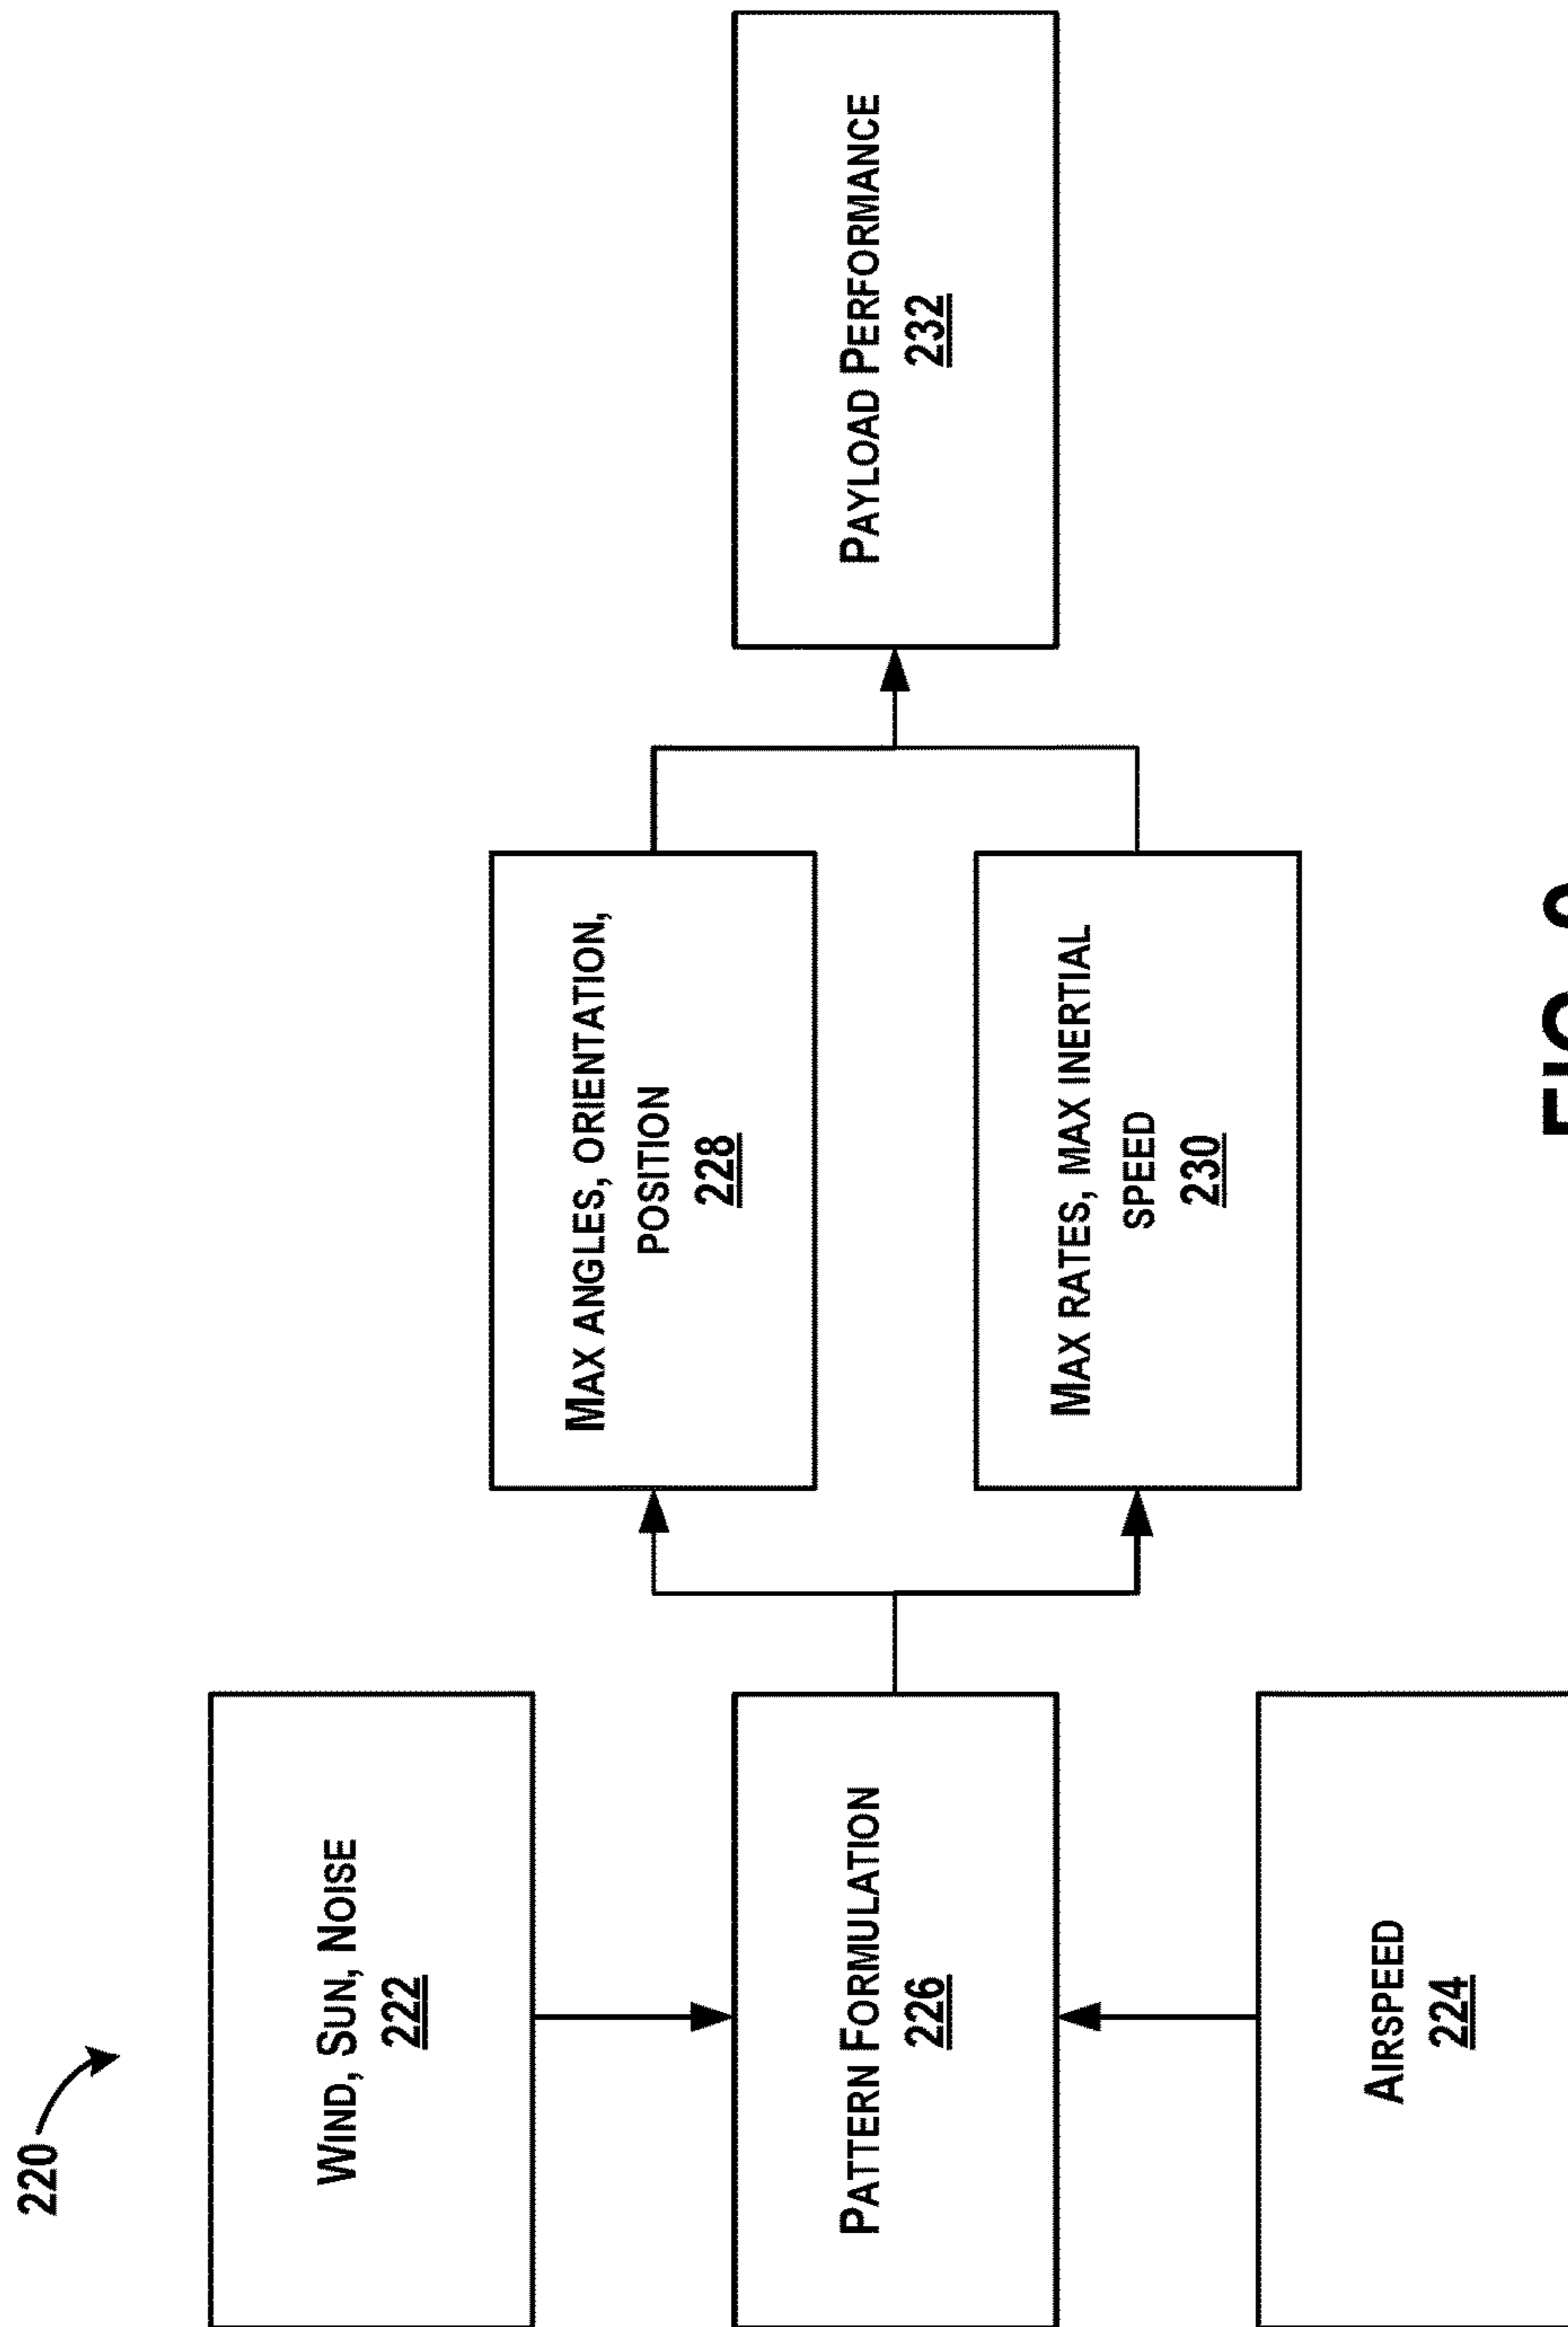 220
Wind, Sun, Noise
222
Pattern Formulation
226
Airspeed
224
Max angles, orientation,
position
228
Max rates, max inertial
speed
230
Payload Performance
232
FIG